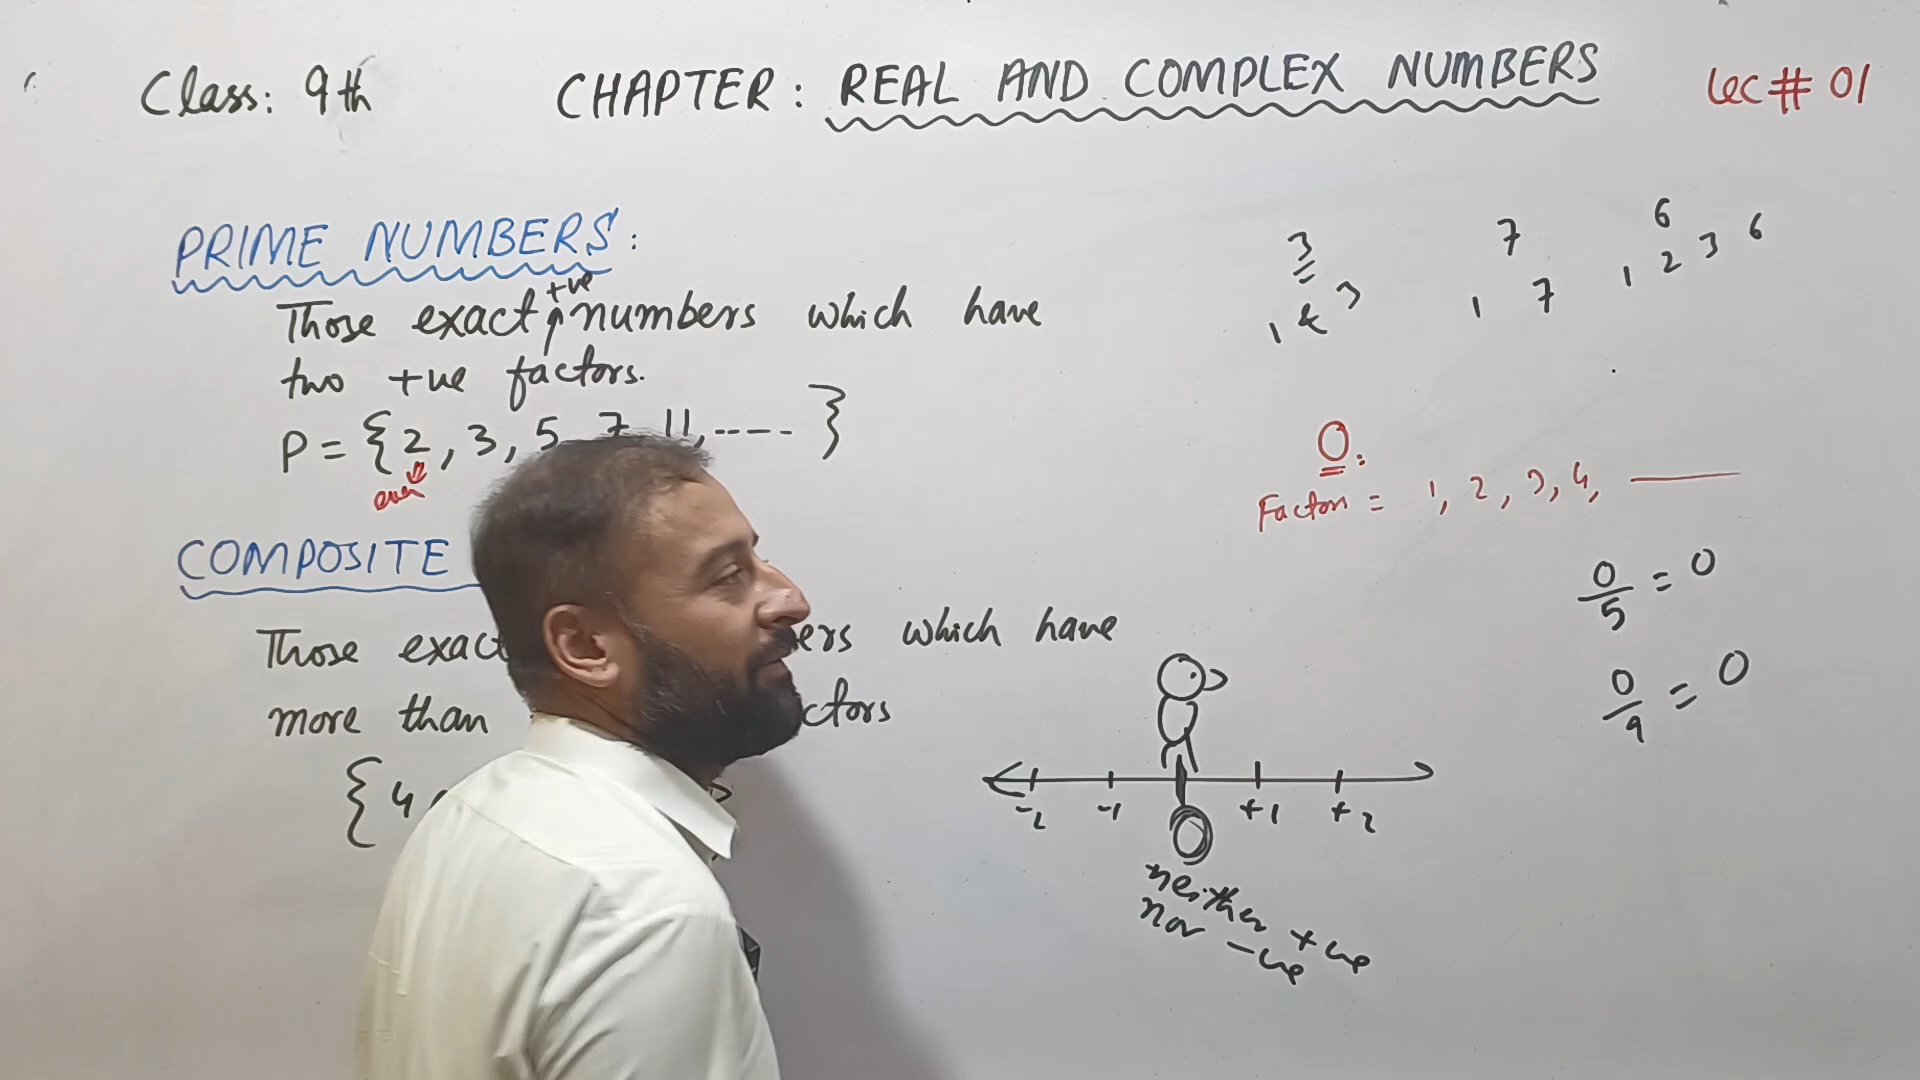 Class: 9th CHAPTER: REAL AND COMPLEX NUMBERS Lec # 01
PRIME NUMBERS:
+ve
Those exact numbers which have
two +ve factors.
P = {2, 3, 5, 7, 11, ----- }
even
COMPOSITE
Those exact which have
more than
{4
3
1 & 3
7
1 7
6
1 2 3 6
0.
Factors = 1, 2, 3, 4, ———
0/5 = 0
0/9 = 0
-2 -1 0 +1 +2
neither +ve
nor -ve